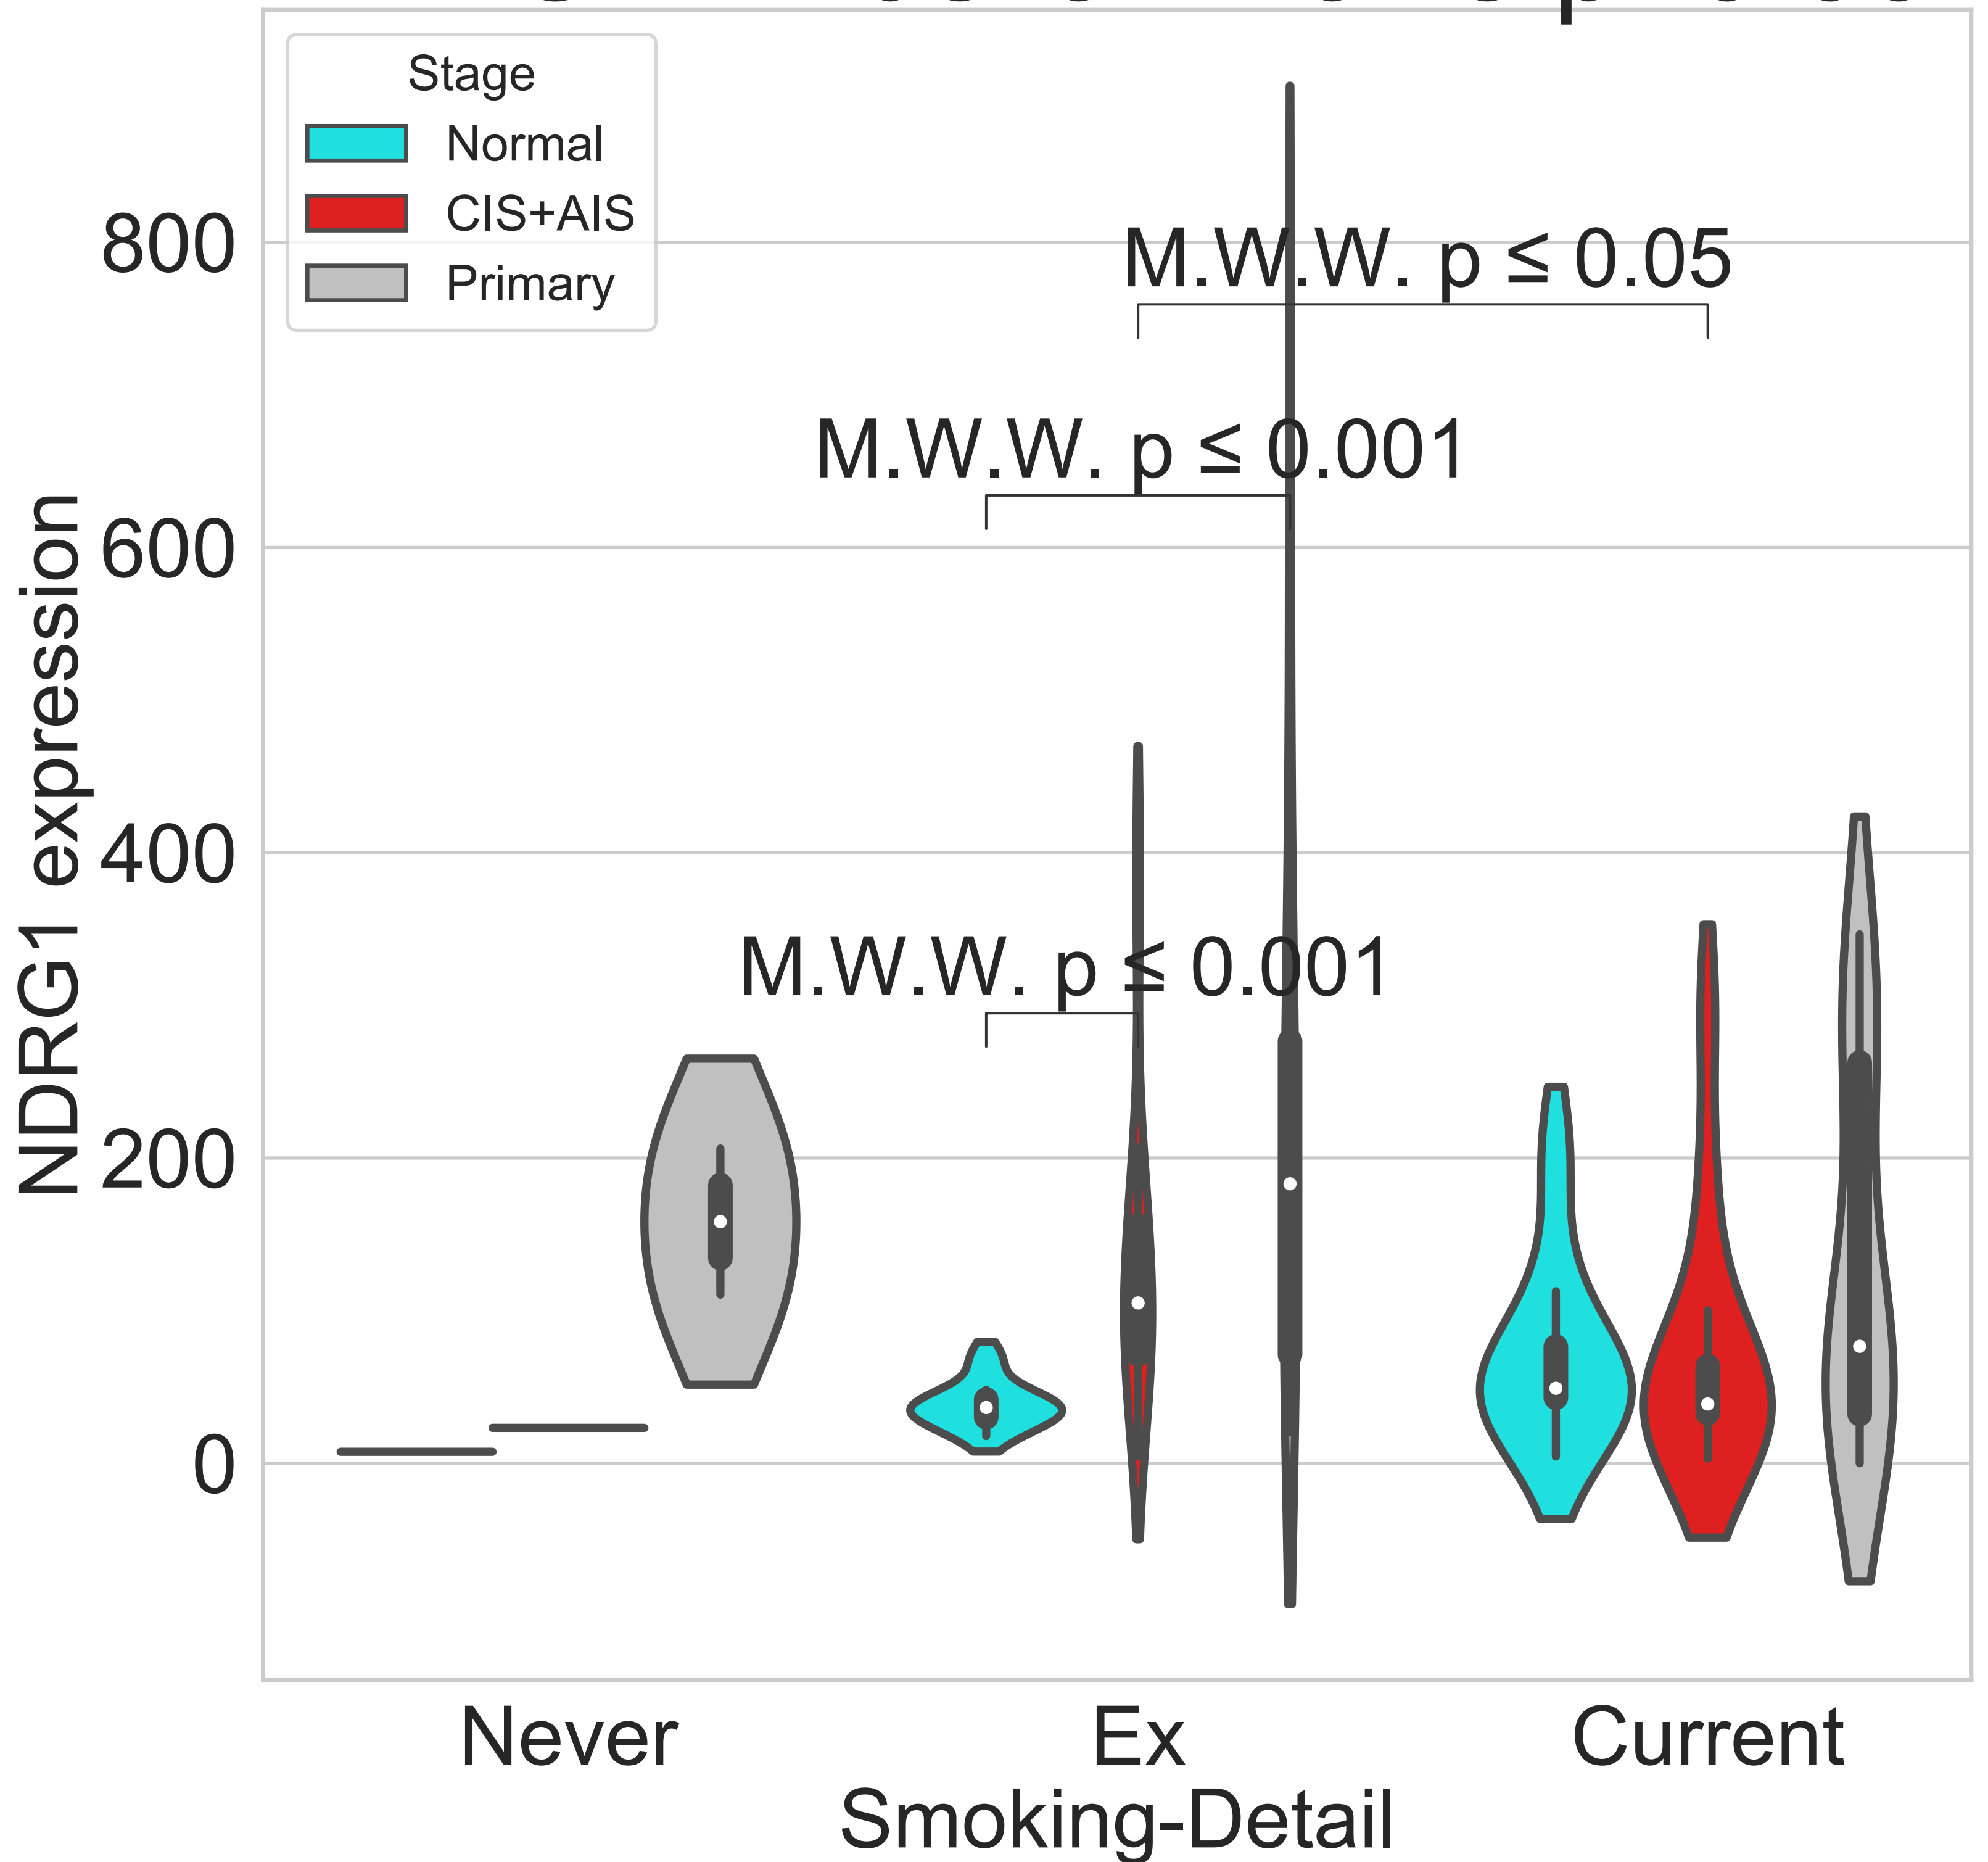 Stage
Normal
CIS+AIS
Primary
800
600
400
200
0
NDRG1 expression
M.W.W. p ≤ 0.05
M.W.W. p ≤ 0.001
M.W.W. p ≤ 0.001
Never
Ex
Current
Smoking-Detail